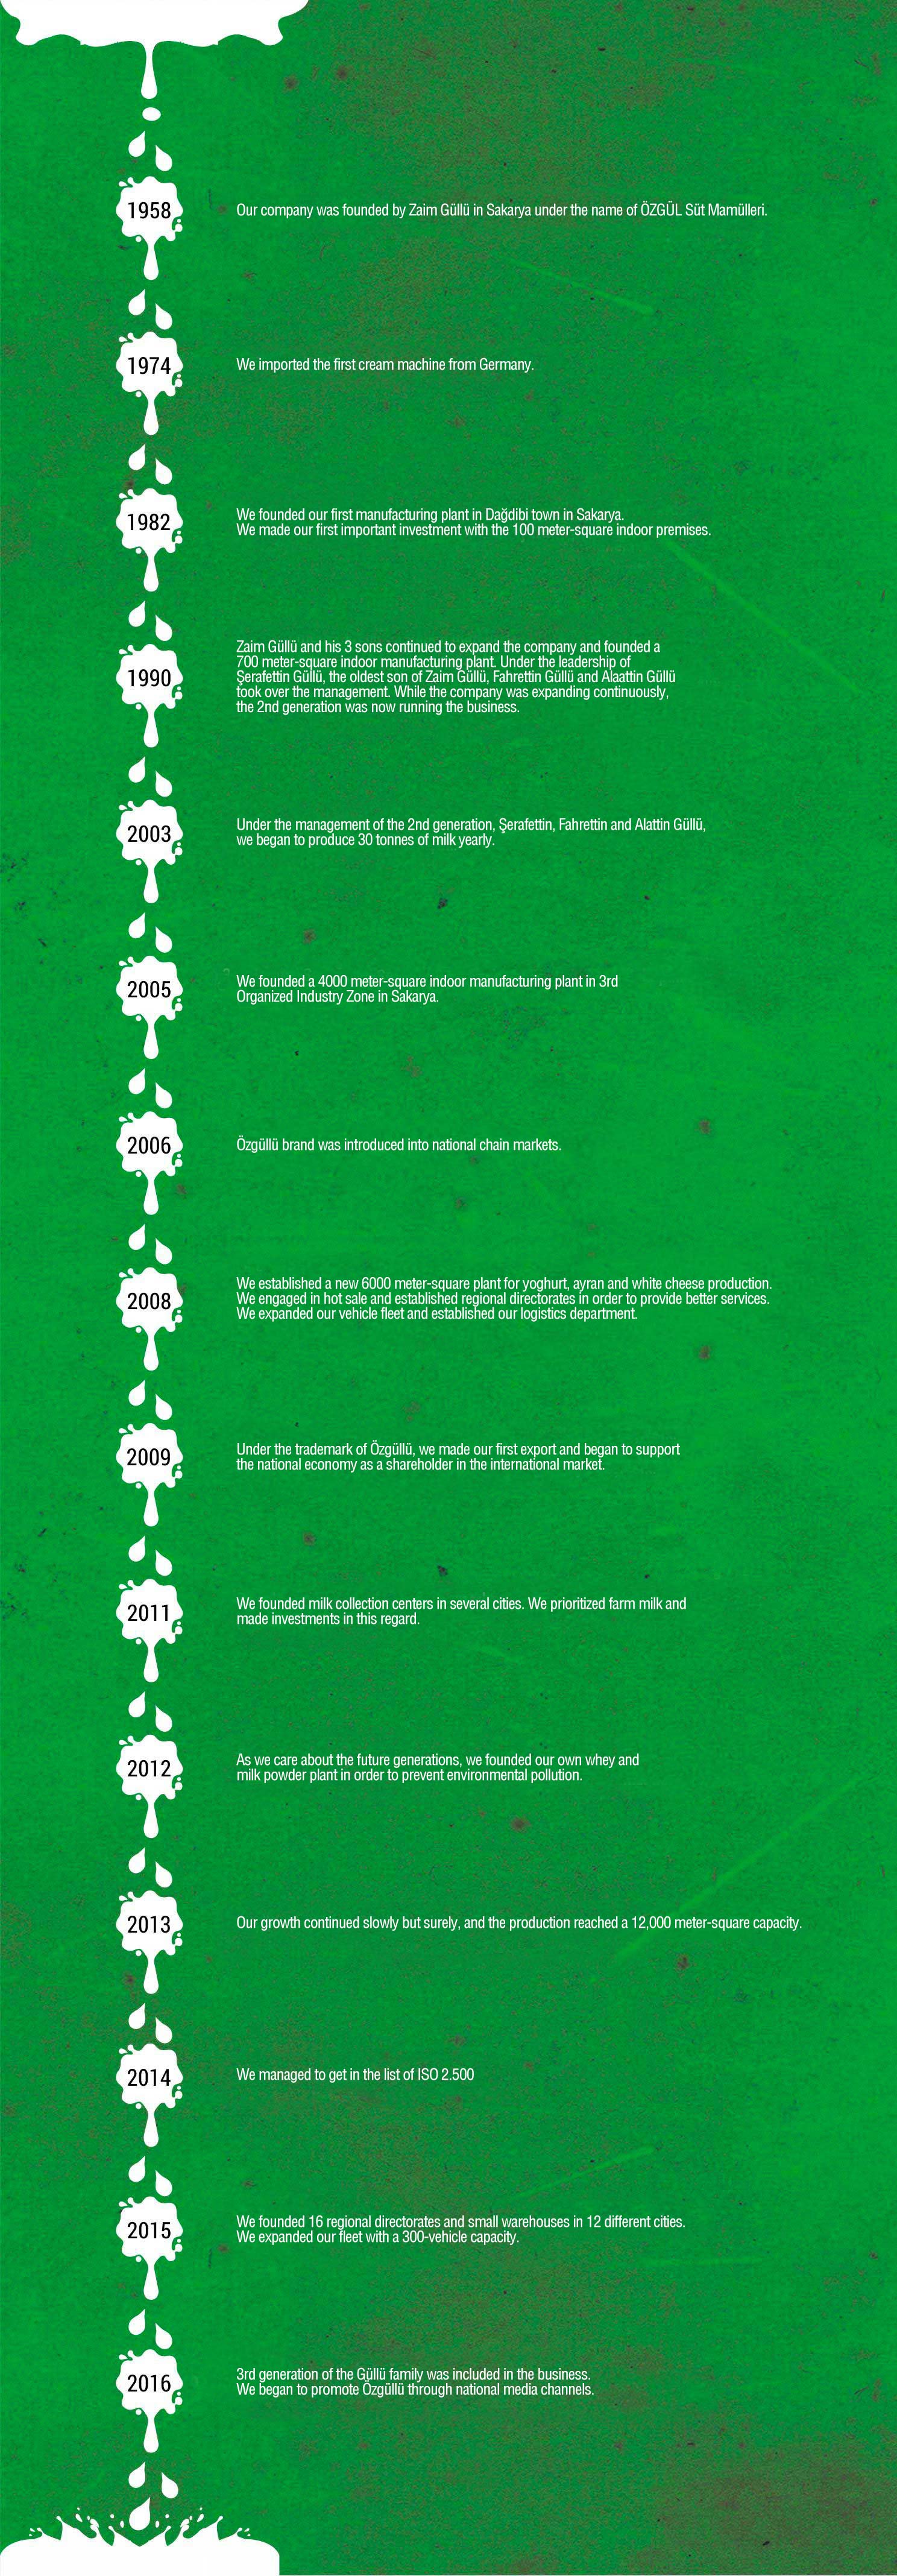 1958
Our company was founded by Zaim Güllü in Sakarya under the name of ÖZGÜL Süt Mamülleri.
1974
We imported the first cream machine from Germany.
1982
We founded our first manufacturing plant in Dağdibi town in Sakarya.
We made our first important investment with the 100 meter-square indoor premises.
1990
Zaim Güllü and his 3 sons continued to expand the company and founded a
700 meter-square indoor manufacturing plant. Under the leadership of
Şerafettin Güllü, the oldest son of Zaim Güllü, Fahrettin Güllü and Alaattin Güllü
took over the management. While the company was expanding continuously,
the 2nd generation was now running the business.
2003
Under the management of the 2nd generation, Şerafettin, Fahrettin and Alattin Güllü,
we began to produce 30 tonnes of milk yearly.
2005
We founded a 4000 meter-square indoor manufacturing plant in 3rd
Organized Industry Zone in Sakarya.
2006
Özgüllü brand was introduced into national chain markets.
2008
We established a new 6000 meter-square plant for yoghurt, ayran and white cheese production.
We engaged in hot sale and established regional directorates in order to provide better services.
We expanded our vehicle fleet and established our logistics department.
2009
Under the trademark of Özgüllü, we made our first export and began to support
the national economy as a shareholder in the international market.
2011
We founded milk collection centers in several cities. We prioritized farm milk and
made investments in this regard.
2012
As we care about the future generations, we founded our own whey and
milk powder plant in order to prevent environmental pollution.
2013
Our growth continued slowly but surely, and the production reached a 12,000 meter-square capacity.
2014
We managed to get in the list of ISO 2.500
2015
We founded 16 regional directorates and small warehouses in 12 different cities.
We expanded our fleet with a 300-vehicle capacity.
2016
3rd generation of the Güllü family was included in the business.
We began to promote Özgüllü through national media channels.